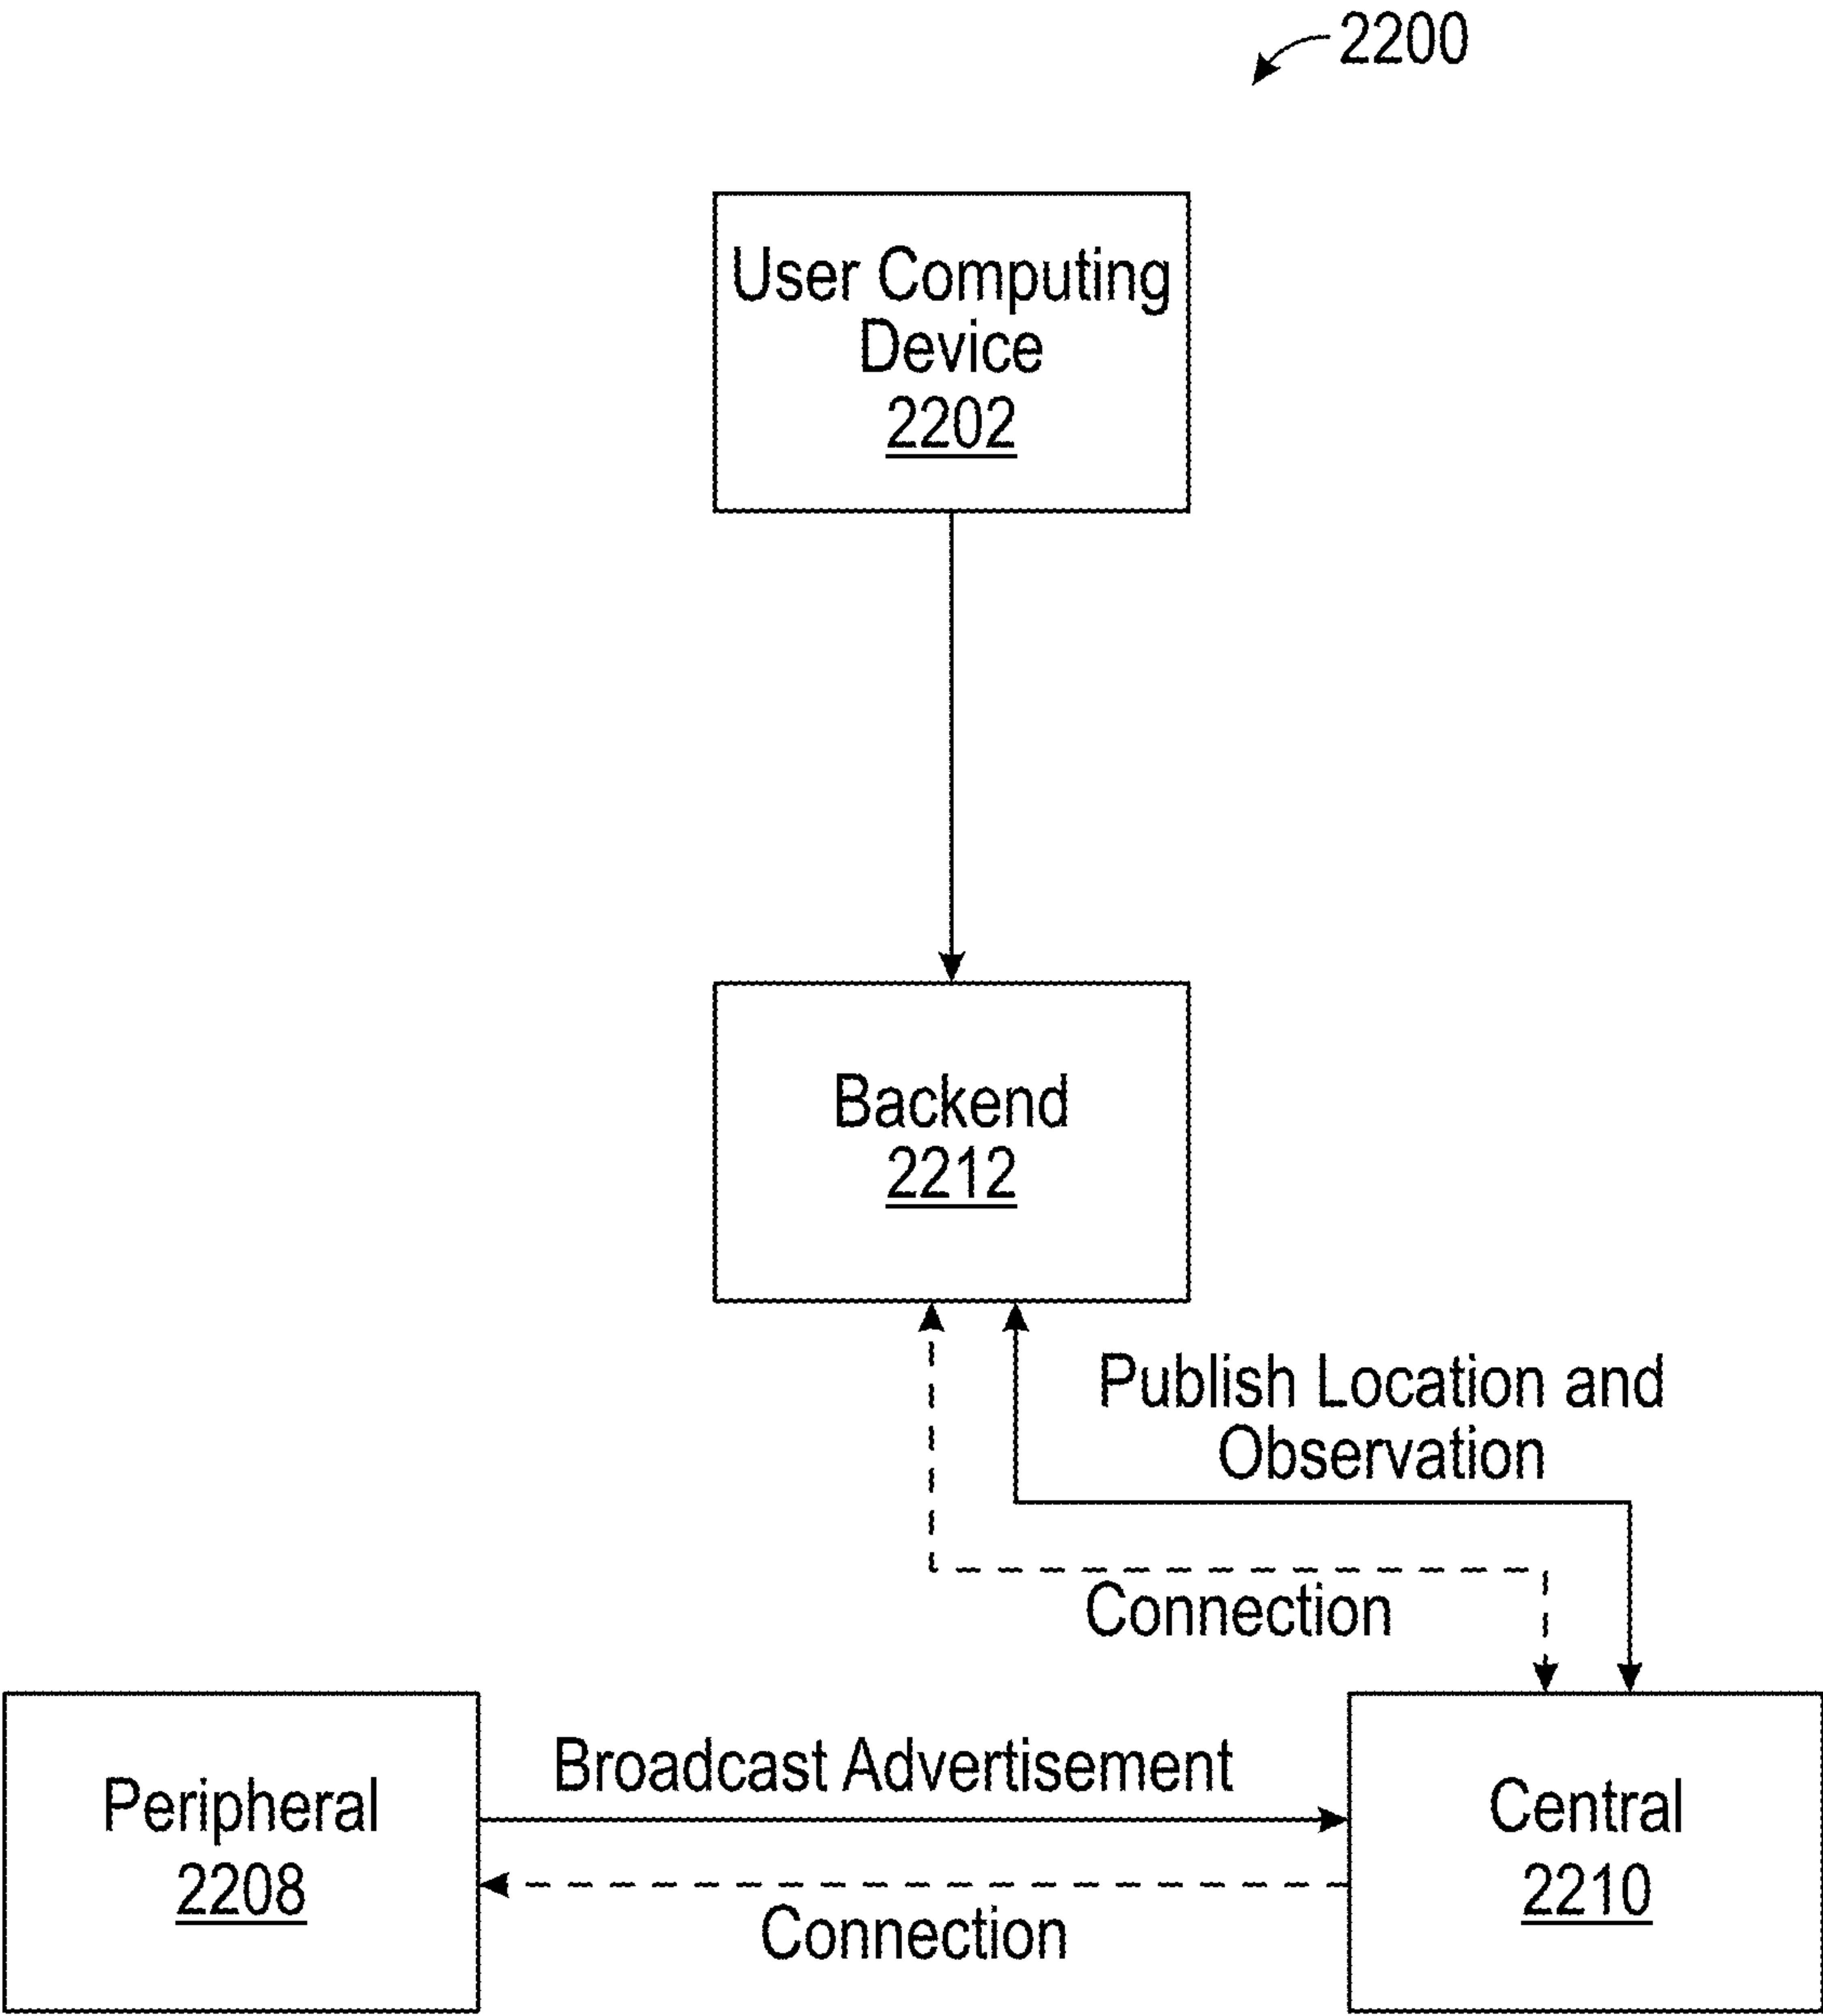 2200
User Computing
Device
2202
Backend
2212
Publish Location and
Observation
Connection
Broadcast Advertisement
Peripheral
2208
Central
2210
Connection